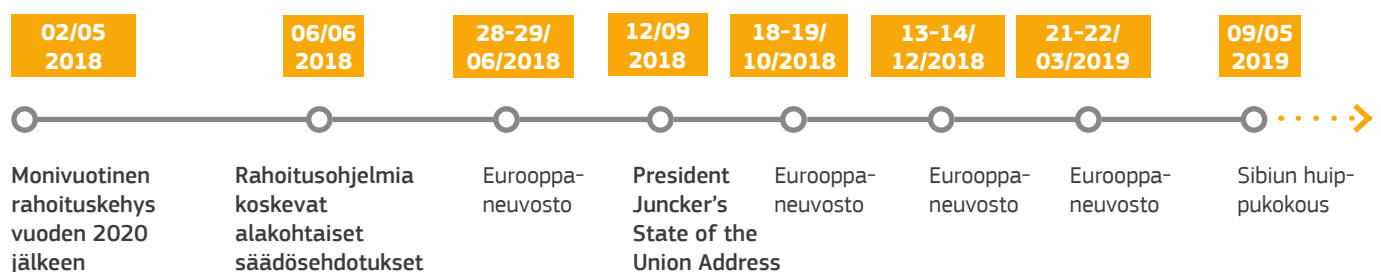 02/05
2018
06/06
2018
28-29/
06/2018
12/09
2018
18-19/
10/2018
13-14/
12/2018
21-22/
03/2019
09/05
2019
Monivuotinen
rahoituskehys
vuoden 2020
jälkeen
Rahoitusohjelmia
koskevat
alakohtaiset
säädösehdotukset
Eurooppa-
neuvosto
President
Juncker's
State of the
Union Address
Eurooppa-
neuvosto
Eurooppa-
neuvosto
Eurooppa-
neuvosto
Sibiun huip-
pukokous